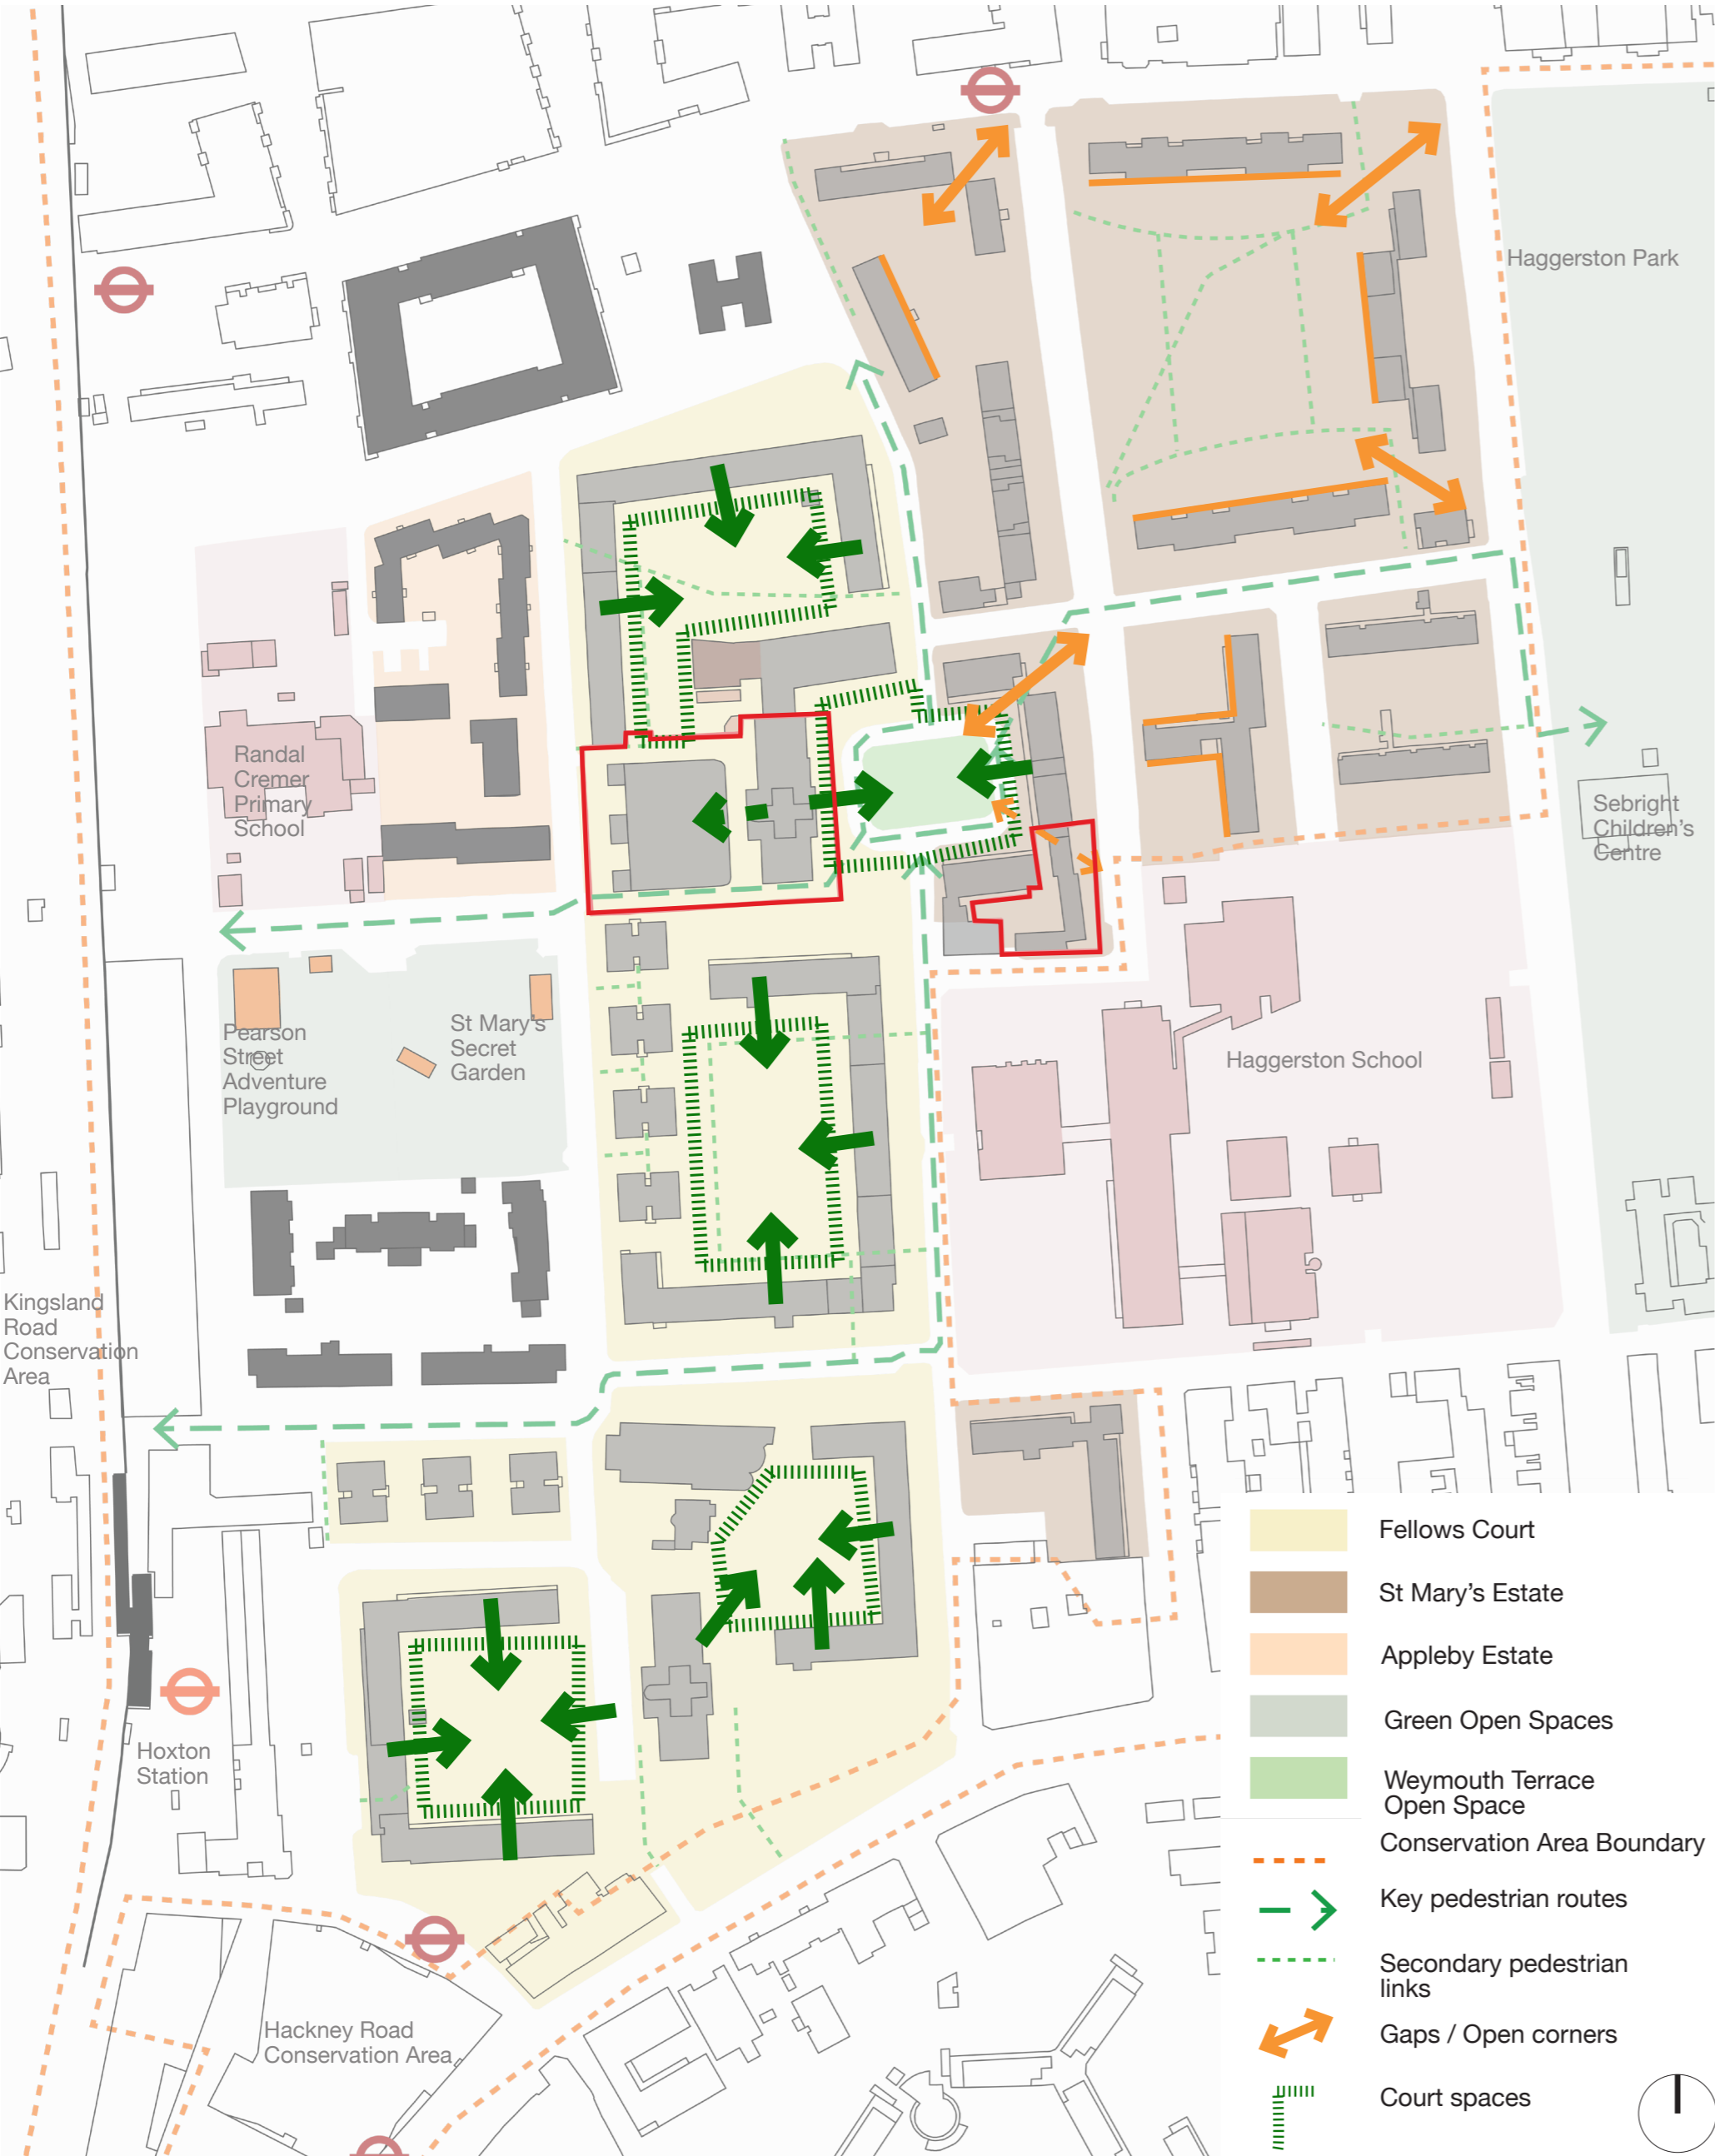 Haggerston Park
Randal
Cremer
Primary
School
Sebright
Children's
Centre
Pearson
Street
Adventure
Playground
St Mary's
Secret
Garden
Haggerston School
Kingsland
Road
Conservation
Area
Hoxton
Station
Hackney Road
Conservation Area
Fellows Court
St Mary's Estate
Appleby Estate
Green Open Spaces
Weymouth Terrace
Open Space
Conservation Area Boundary
Key pedestrian routes
Secondary pedestrian
links
Gaps / Open corners
Court spaces